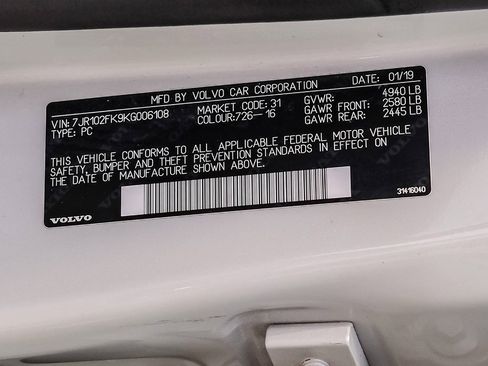 MFD BY VOLVO CAR CORPORATION DATE: 01/19
VIN: 7JR102FK9KG006108 MARKET CODE: 31 GVWR: 4940 LB
TYPE: PC COLOUR:726-16 GAWR FRONT: 2580 LB
GAWR REAR: 2445 LB
THIS VEHICLE CONFORMS TO ALL APPLICABLE FEDERAL MOTOR VEHICLE
SAFETY, BUMPER AND THEFT PREVENTION STANDARDS IN EFFECT ON
THE DATE OF MANUFACTURE SHOWN ABOVE.
VOLVO 31416040